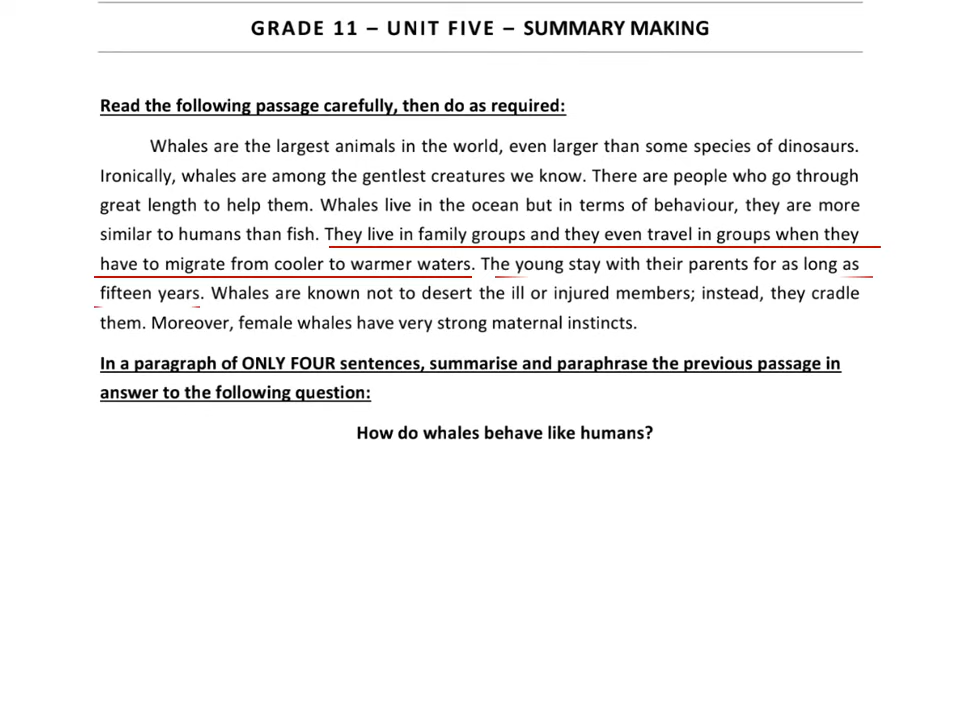 GRADE 11 – UNIT FIVE – SUMMARY MAKING
Read the following passage carefully, then do as required:
Whales are the largest animals in the world, even larger than some species of dinosaurs.
Ironically, whales are among the gentlest creatures we know. There are people who go through
great length to help them. Whales live in the ocean but in terms of behaviour, they are more
similar to humans than fish. They live in family groups and they even travel in groups when they
have to migrate from cooler to warmer waters. The young stay with their parents for as long as
fifteen years. Whales are known not to desert the ill or injured members; instead, they cradle
them. Moreover, female whales have very strong maternal instincts.
In a paragraph of ONLY FOUR sentences, summarise and paraphrase the previous passage in
answer to the following question:
How do whales behave like humans?